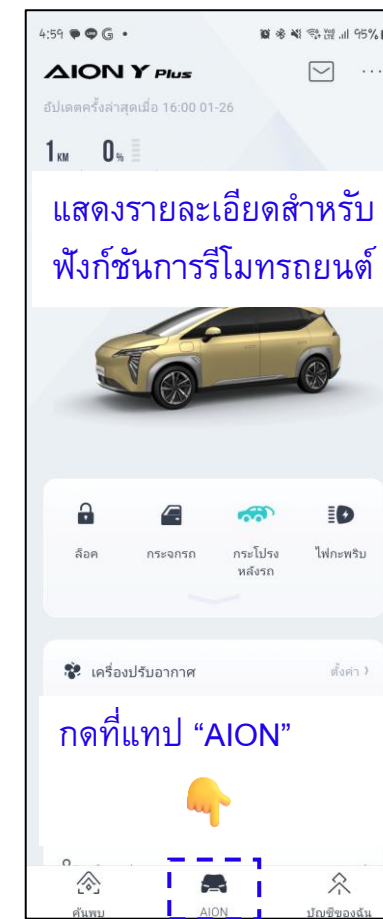 4:59 G • 95%
AION Y Plus ...
อัปเดตครั้งล่าสุดเมื่อ 16:00 01-26
1 KM 0%
แสดงรายละเอียดสำหรับ
ฟังก์ชันการรีโมทรถยนต์
ล็อค กระจกรถ กระโปรง ไฟกะพริบ
หลังรถ
เครื่องปรับอากาศ ตั้งค่า
กดที่แทป “AION”
ค้นพบ AION บัญชีของฉัน